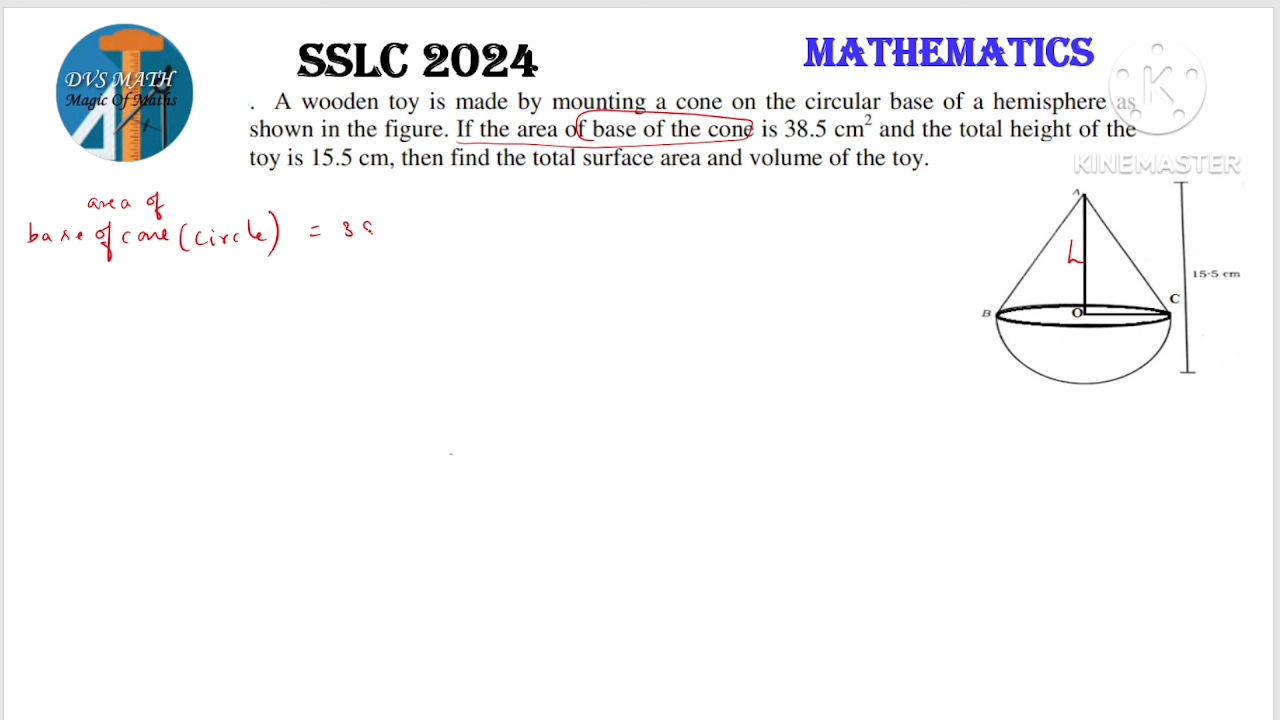 DVS MATH
Magic Of Maths
SSLC 2024
MATHEMATICS
K
KINEMASTER
. A wooden toy is made by mounting a cone on the circular base of a hemisphere as
shown in the figure. If the area of base of the cone is 38.5 cm² and the total height of the
toy is 15.5 cm, then find the total surface area and volume of the toy.
area of
base of cone (circle) = 38
A
h
15·5 cm
C
B
O